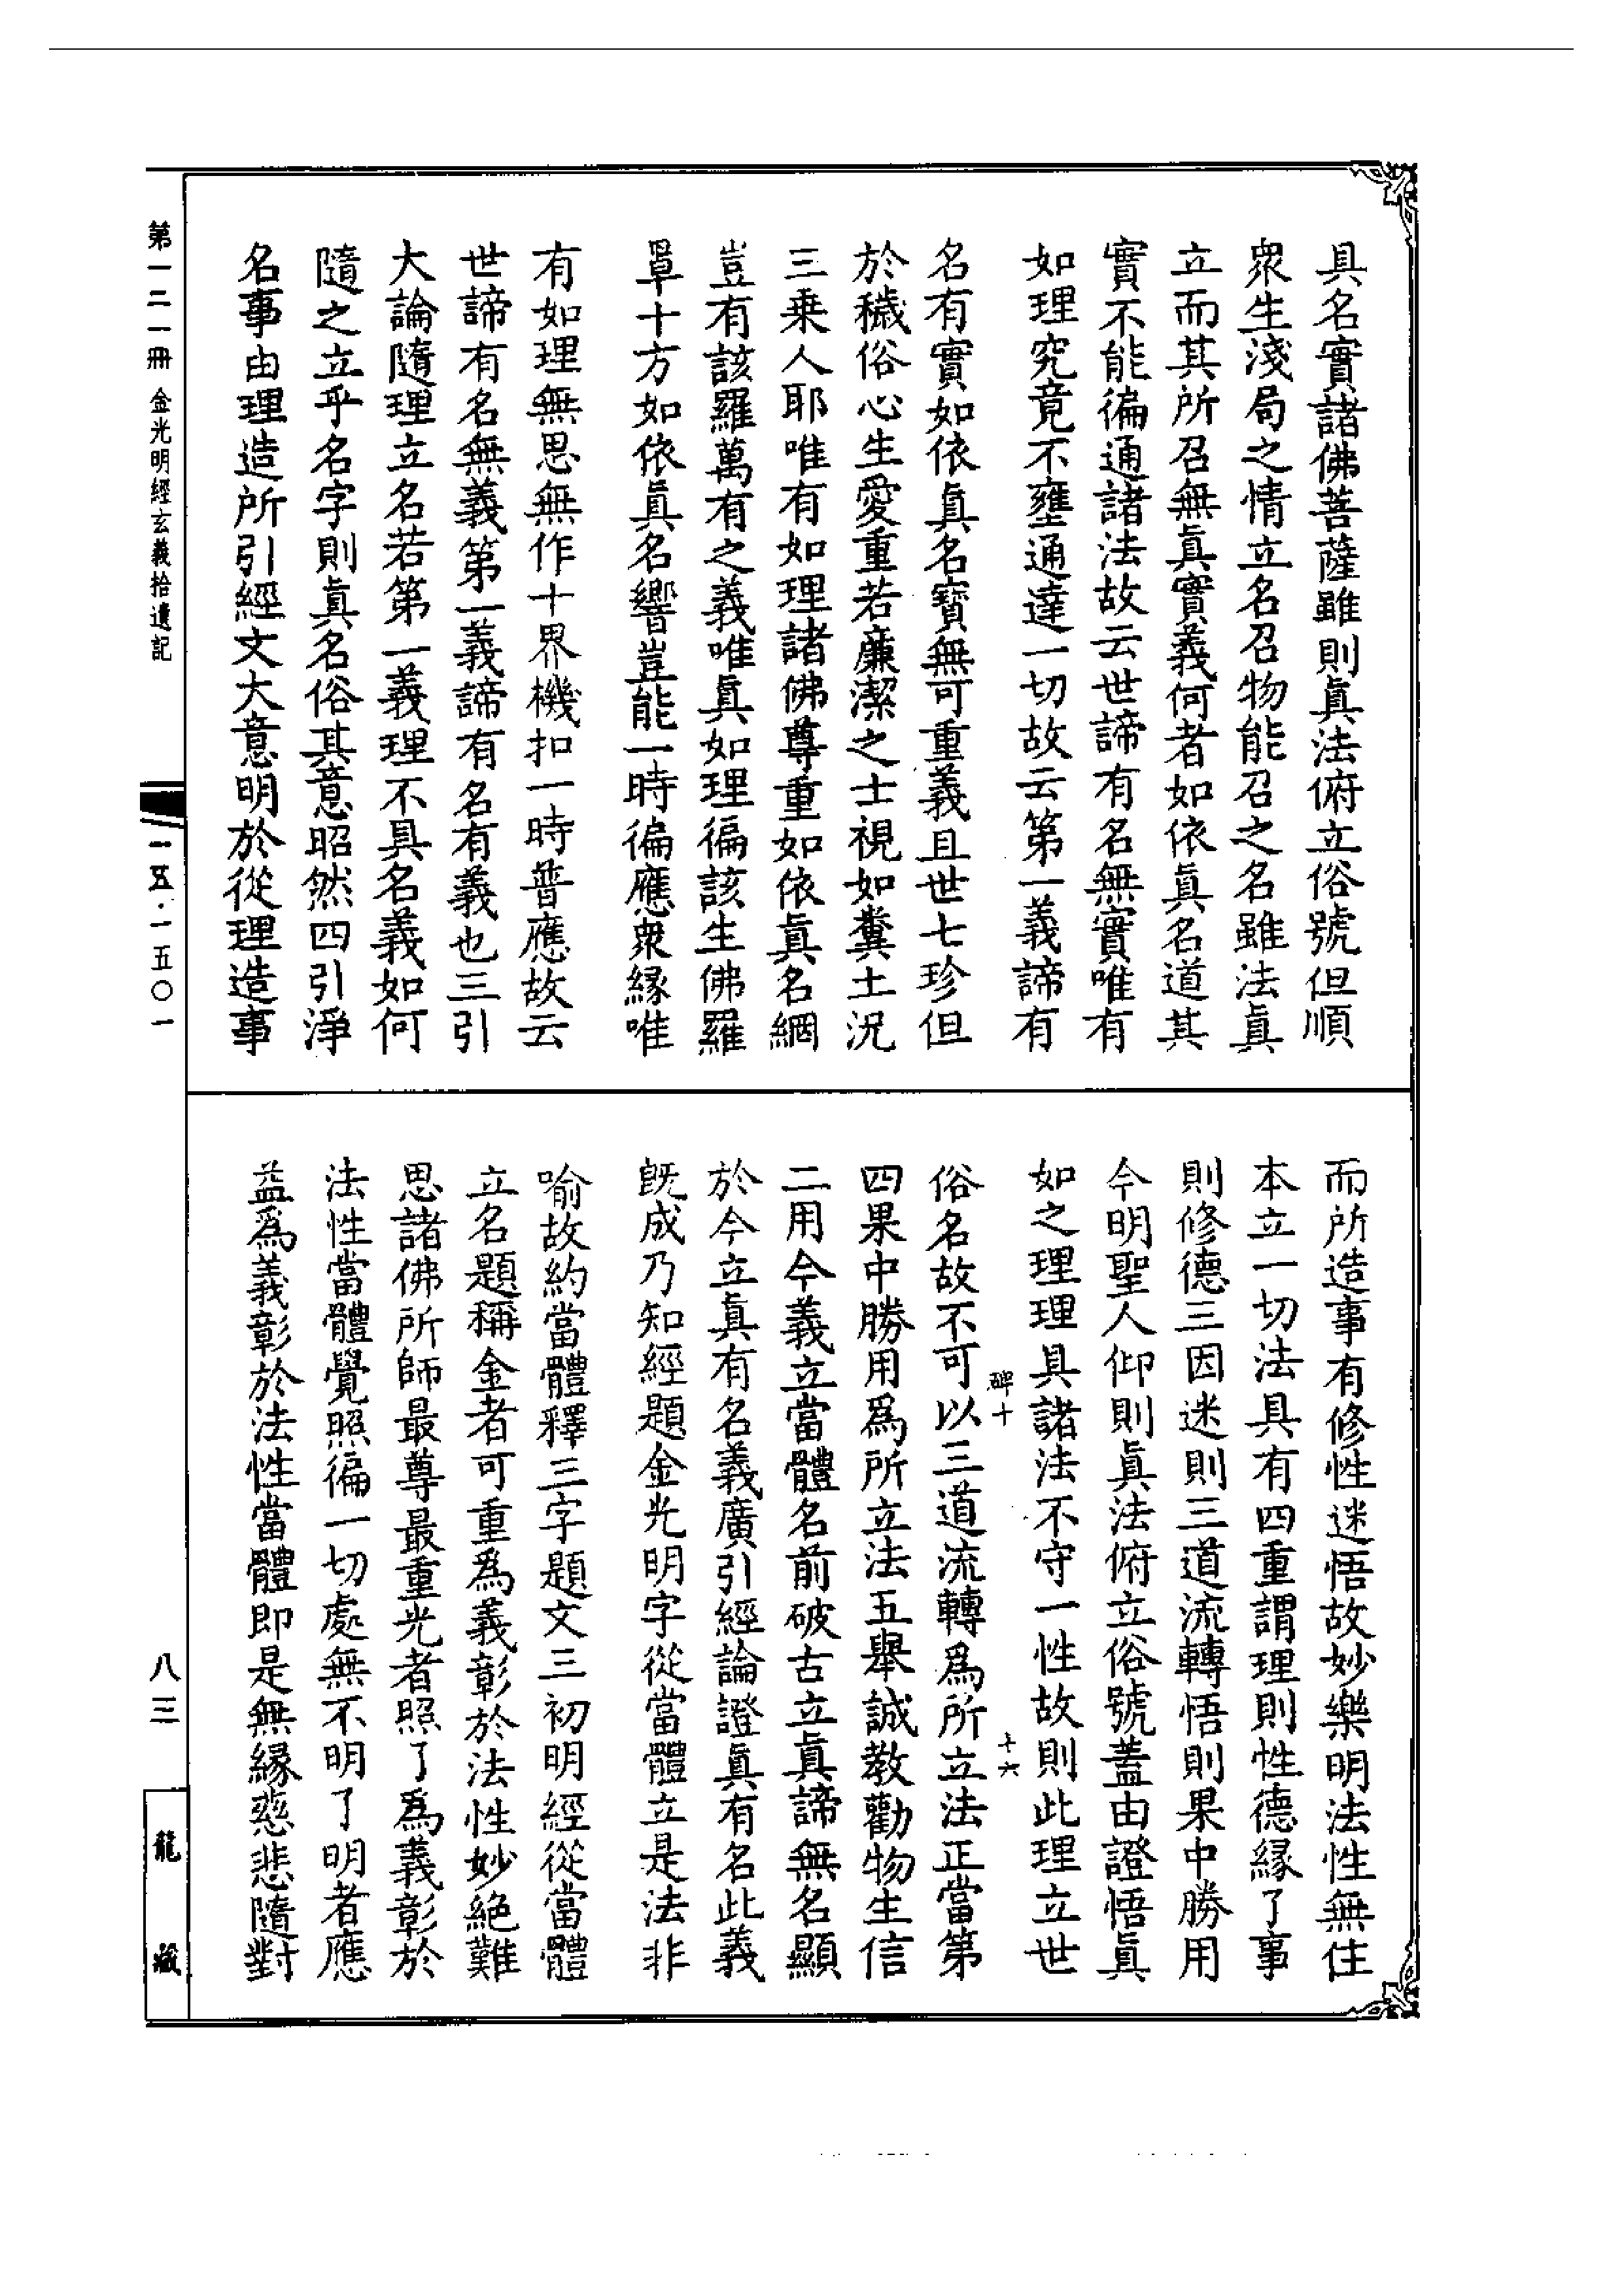 具名實諸佛菩薩雖則眞法俯立俗號但順
衆生淺局之情立名召物能召之名雖法眞
立而其所召無眞實義何者如依眞名道其
實不能徧通諸法故云世諦有名無實唯有
如理究竟不壅通達一切故云第一義諦有
名有實如依眞名寶無可重義且世七珍但
於穢俗心生愛重若廉潔之士視如糞土況
三乗人耶唯有如理諸佛尊重如依眞名網
豈有該羅萬有之義唯眞如理徧該生佛羅
罩十方如依眞名響豈能一時徧應衆緣唯
有如理無思無作十界機扣一時普應故云
世諦有名無義第一義諦有名有義也三引
大論隨理立名若第一義理不具名義如何
隨之立乎名字則眞名俗其意昭然四引淨
名事由理造所引經文大意明於從理造事
而所造事有修性迷悟故妙樂明法性無住
本立一切法具有四重謂理則性德緣了事
則修德三因迷則三道流轉悟則果中勝用
今明聖人仰則眞法俯立俗號蓋由證悟眞
如之理理具諸法不守一性故則此理立世
碑十
十六
俗名故不可以三道流轉爲所立法正當第
四果中勝用爲所立法五舉誠教勸物生信
二用今義立當體名前破古立眞諦無名顯
於今立眞有名義廣引經論證眞有名此義
旣成乃知經題金光明字從當體立是法非
喻故約當體釋三字題文三初明經從當體
立名題稱金者可重爲義彰於法性妙絕難
思諸佛所師最尊最重光者照了爲義彰於
法性當體覺照徧一切處無不明了明者應
益爲義彰於法性當體即是無緣慈悲隨對
第一二一冊
金光明經玄義拾遺記
一五·一五〇一
八三
龍藏